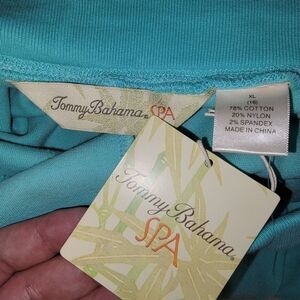 Tommy Bahama SPA
XL
(16)
78% COTTON
20% NYLON
2% SPANDEX
MADE IN CHINA
Tommy Bahama
SPA